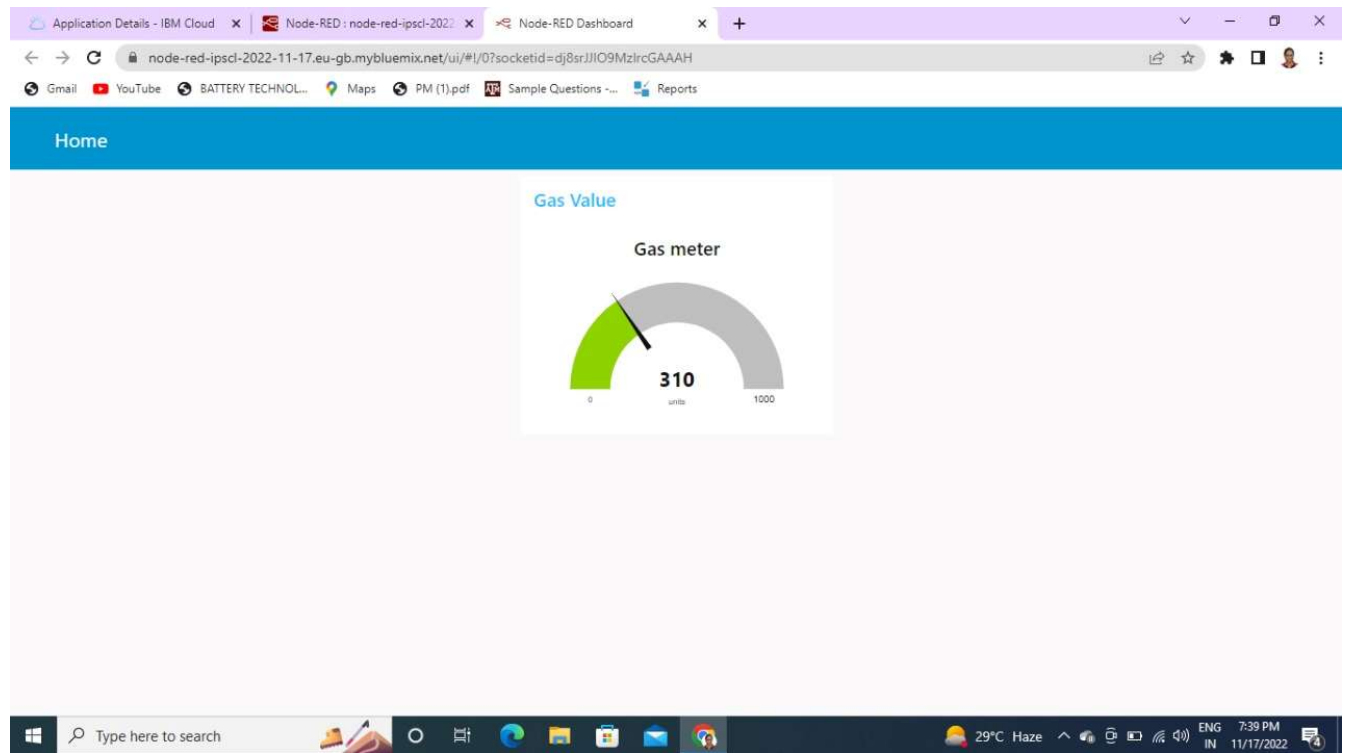 Application Details - IBM Cloud
Node-RED : node-red-ipscl-2022
Node-RED Dashboard
node-red-ipscl-2022-11-17.eu-gb.mybluemix.net/ui/#!/0?socketid=
Gmail
YouTube
BATTERY TECHNOL...
Maps
PM (1).pdf
Sample Questions -...
Reports
Home
Gas Value
Gas meter
310
0
units
1000
Type here to search
29°C Haze
ENG
IN
7:39 PM
11/17/2022
4